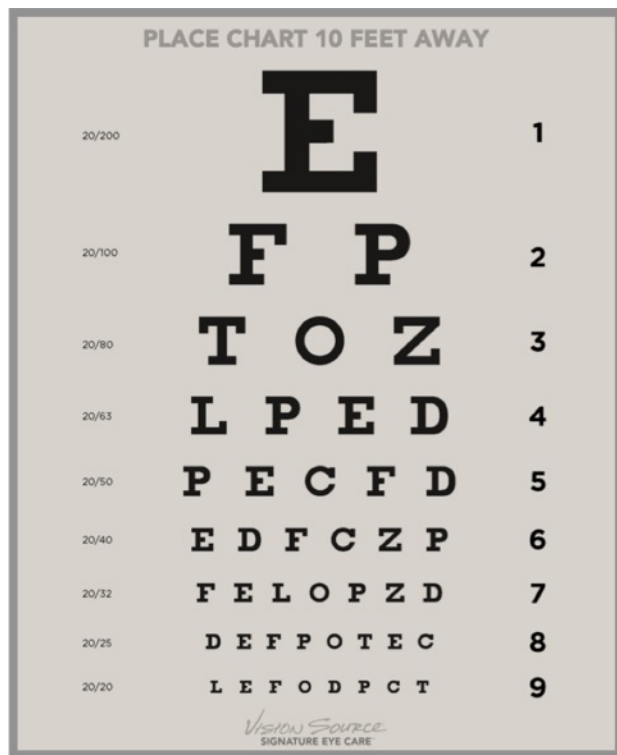 PLACE CHART 10 FEET AWAY
20/200 E 1
20/100 F P 2
20/80 T O Z 3
20/63 L P E D 4
20/50 P E C F D 5
20/40 E D F C Z P 6
20/32 F E L O P Z D 7
20/25 D E F P O T E C 8
20/20 L E F O D P C T 9
VISION SOURCE
SIGNATURE EYE CARE